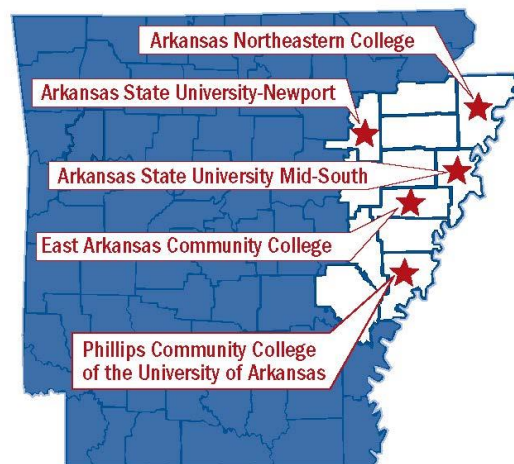 Arkansas Northeastern College
Arkansas State University-Newport
Arkansas State University Mid-South
East Arkansas Community College
Phillips Community College
of the University of Arkansas